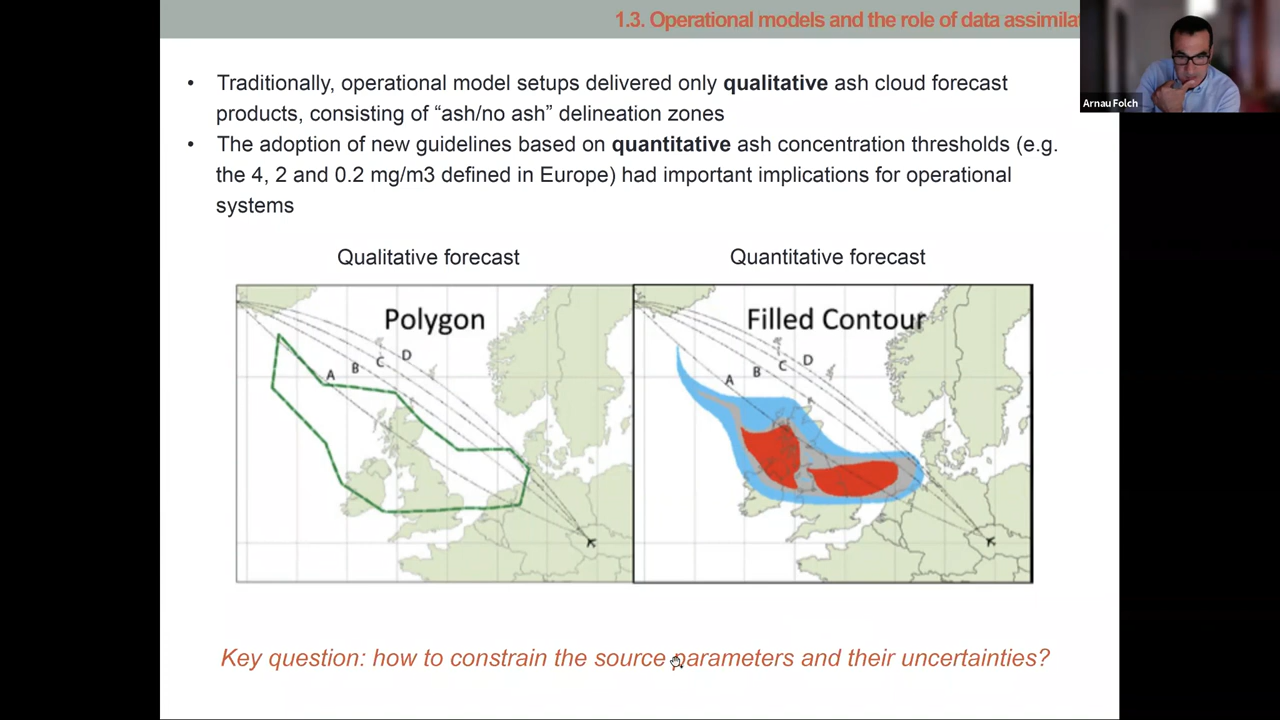 1.3. Operational models and the role of data assimilat
Arnau Folch
• Traditionally, operational model setups delivered only qualitative ash cloud forecast
products, consisting of “ash/no ash” delineation zones
• The adoption of new guidelines based on quantitative ash concentration thresholds (e.g.
the 4, 2 and 0.2 mg/m3 defined in Europe) had important implications for operational
systems
Qualitative forecast
Quantitative forecast
Polygon
A B C D
Filled Contour
A B C D
Key question: how to constrain the source parameters and their uncertainties?